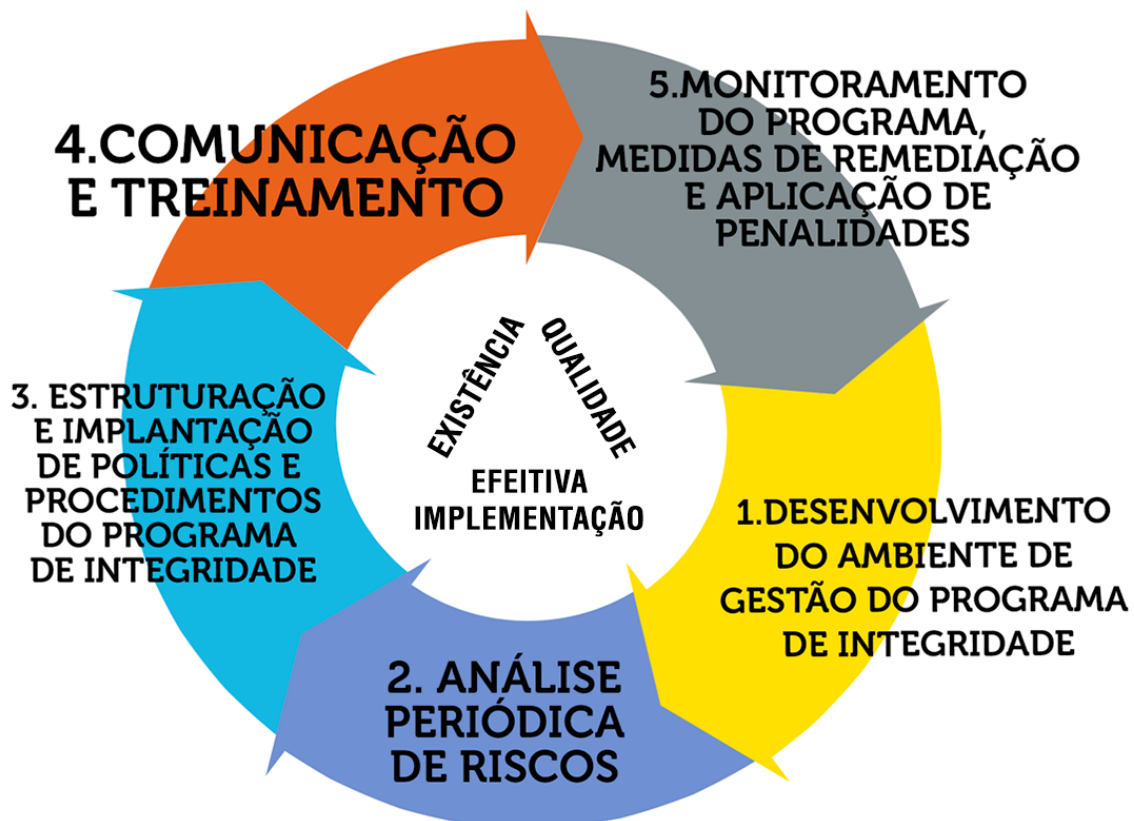 4.COMUNICAÇÃO
E TREINAMENTO
5.MONITORAMENTO
DO PROGRAMA,
MEDIDAS DE REMEDIAÇÃO
E APLICAÇÃO DE
PENALIDADES
3. ESTRUTURAÇÃO
E IMPLANTAÇÃO
DE POLÍTICAS E
PROCEDIMENTOS
DO PROGRAMA
DE INTEGRIDADE
EXISTÊNCIA
QUALIDADE
EFEITIVA
IMPLEMENTAÇÃO
1.DESENVOLVIMENTO
DO AMBIENTE DE
GESTÃO DO PROGRAMA
DE INTEGRIDADE
2. ANÁLISE
PERIÓDICA
DE RISCOS